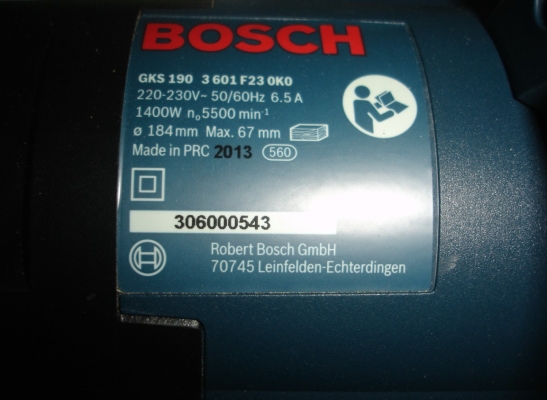 BOSCH
GKS 190 3 601 F23 0K0
220-230V~ 50/60Hz 6.5 A
1400W n₀5500 min⁻¹
ø 184mm Max. 67 mm
Made in PRC 2013 560
306000543
Robert Bosch GmbH
70745 Leinfelden-Echterdingen